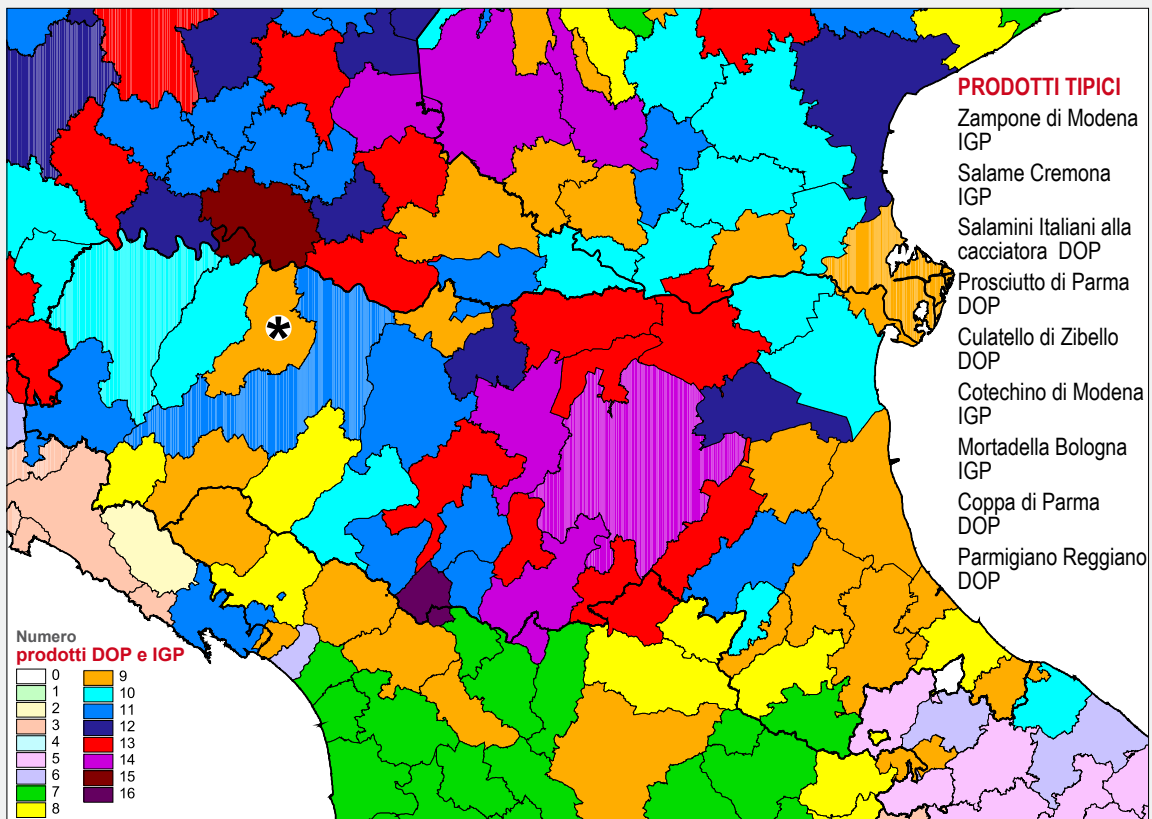 PRODOTTI TIPICI
Zampone di Modena
IGP
Salame Cremona
IGP
Salamini Italiani alla
cacciatora DOP
Prosciutto di Parma
DOP
Culatello di Zibello
DOP
Cotechino di Modena
IGP
Mortadella Bologna
IGP
Coppa di Parma
DOP
Parmigiano Reggiano
DOP
*
Numero
prodotti DOP e IGP
0
1
2
3
4
5
6
7
8
9
10
11
12
13
14
15
16